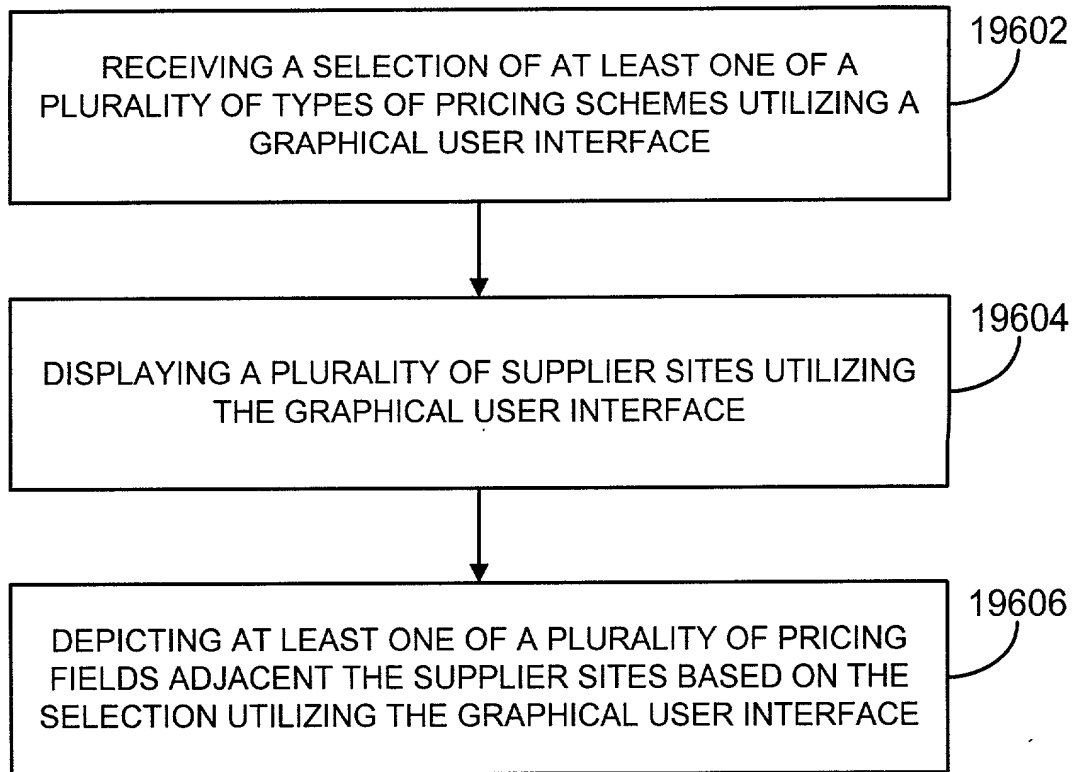 19602
RECEIVING A SELECTION OF AT LEAST ONE OF A
PLURALITY OF TYPES OF PRICING SCHEMES UTILIZING A
GRAPHICAL USER INTERFACE
19604
DISPLAYING A PLURALITY OF SUPPLIER SITES UTILIZING
THE GRAPHICAL USER INTERFACE
19606
DEPICTING AT LEAST ONE OF A PLURALITY OF PRICING
FIELDS ADJACENT THE SUPPLIER SITES BASED ON THE
SELECTION UTILIZING THE GRAPHICAL USER INTERFACE